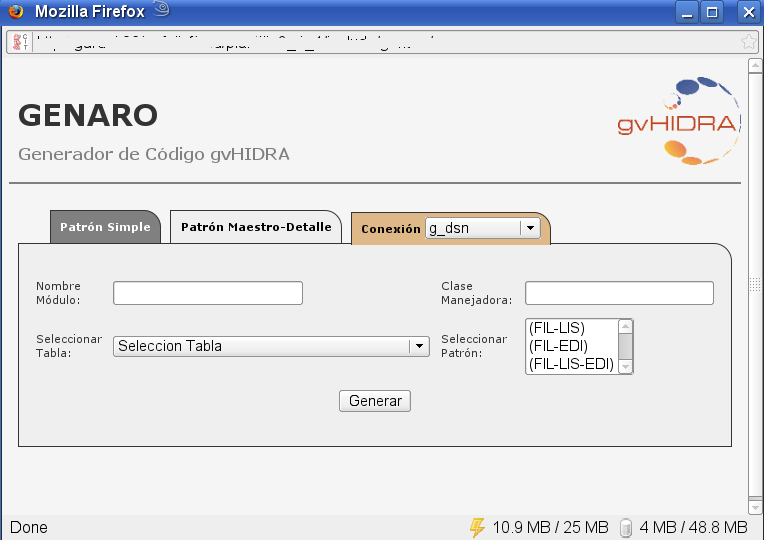 Mozilla Firefox
GENARO
Generador de Código gvHIDRA
gvHIDRA
Patrón Simple
Patrón Maestro-Detalle
Conexión g_dsn
Nombre Módulo:
Clase Manejadora:
Seleccionar Tabla:
Seleccion Tabla
Seleccionar Patrón:
(FIL-LIS)
(FIL-EDI)
(FIL-LIS-EDI)
Generar
Done
10.9 MB / 25 MB
4 MB / 48.8 MB